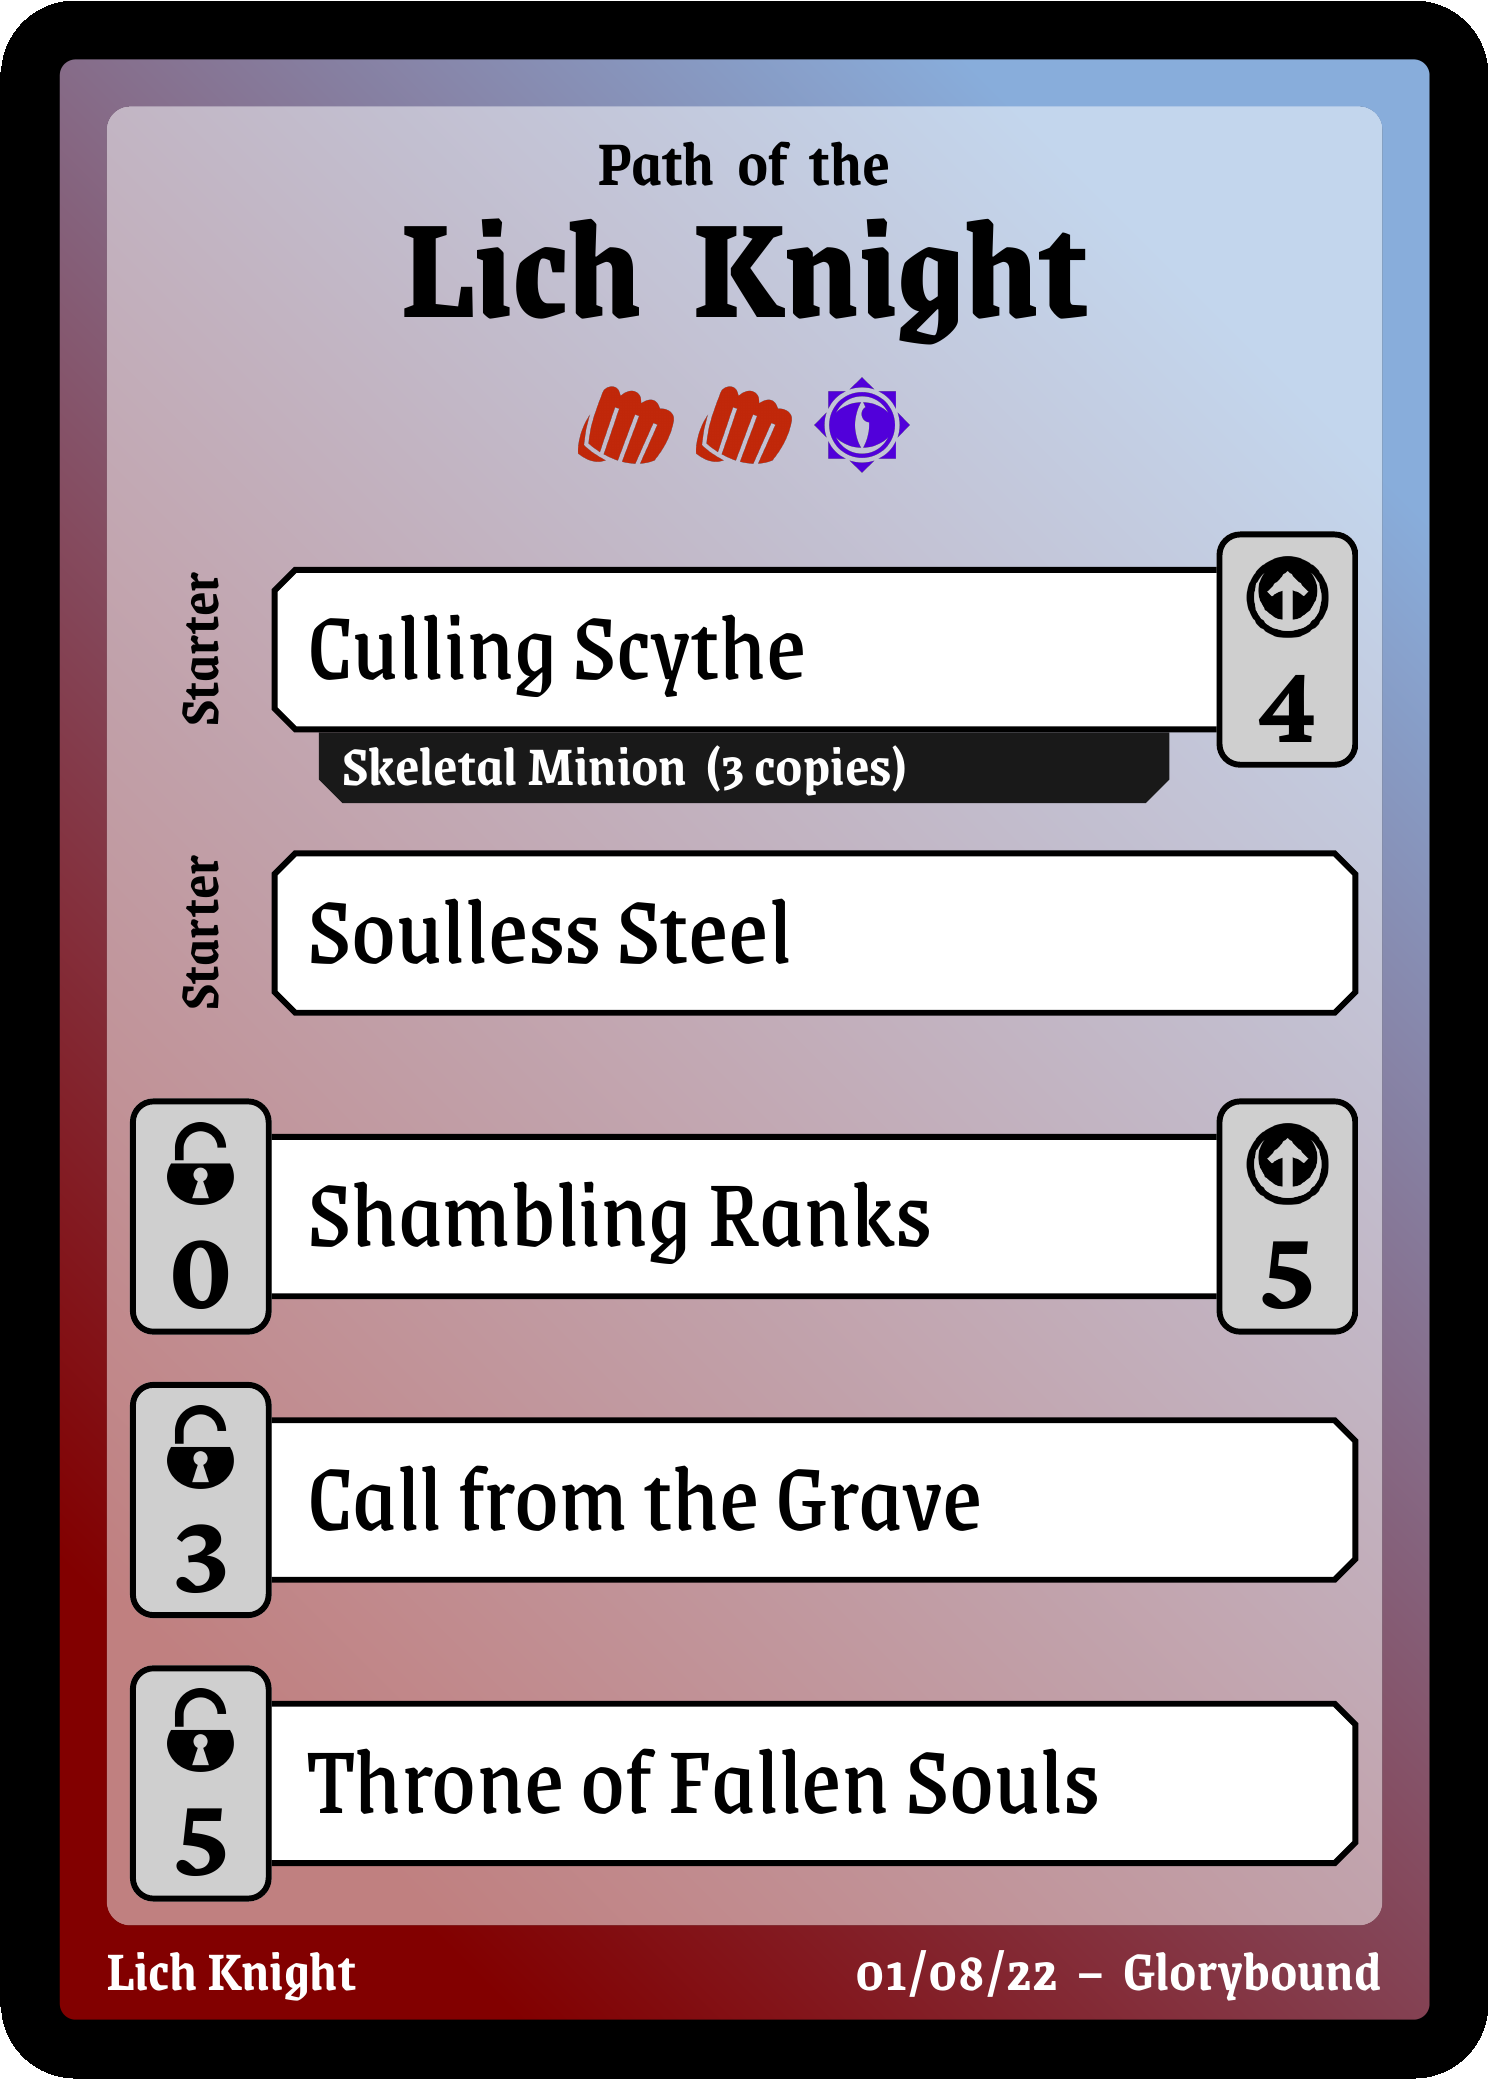 Path of the
Lich Knight
Starter
Culling Scythe
4
Skeletal Minion (3 copies)
Starter
Soulless Steel
0
Shambling Ranks
5
3
Call from the Grave
5
Throne of Fallen Souls
Lich Knight
01/08/22 – Glorybound